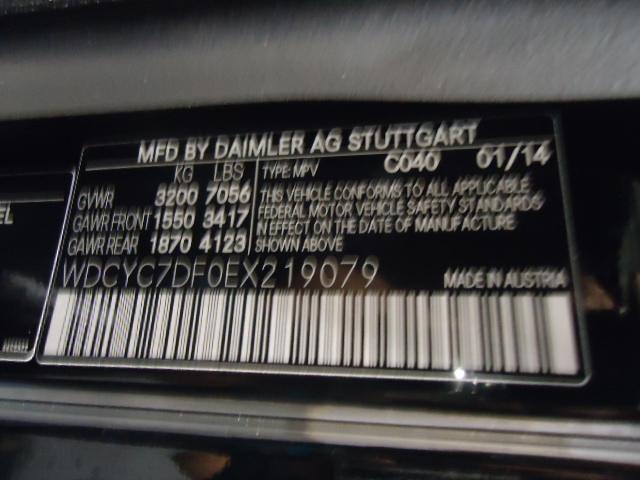 MFD BY DAIMLER AG STUTTGART
KG LBS
GVWR 3200 7056
GAWR FRONT 1550 3417
GAWR REAR 1870 4123
TYPE: MPV C040 01/14
THIS VEHICLE CONFORMS TO ALL APPLICABLE
FEDERAL MOTOR VEHICLE SAFETY STANDARDS
IN EFFECT ON THE DATE OF MANUFACTURE
SHOWN ABOVE
WDCYC7DF0EX219079
MADE IN AUSTRIA
EL